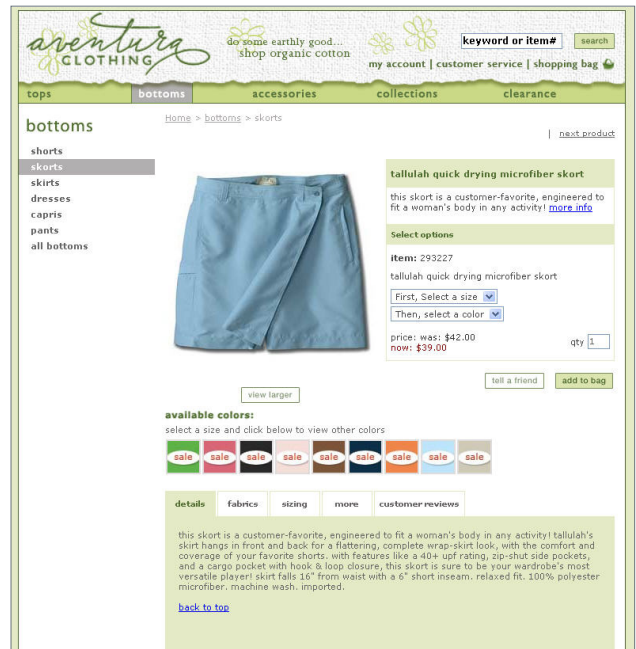 aventura
CLOTHING
do some earthly good...
shop organic cotton
keyword or item#
search
my account | customer service | shopping bag
tops
bottoms
accessories
collections
clearance
bottoms
shorts
skorts
skirts
dresses
capris
pants
all bottoms
Home > bottoms > skorts
| next product
tallulah quick drying microfiber skort
this skort is a customer-favorite, engineered to
fit a woman's body in any activity! more info
Select options
item: 293227
tallulah quick drying microfiber skort
First, Select a size
Then, select a color
price: was: $42.00
now: $39.00
qty 1
tell a friend
add to bag
view larger
available colors:
select a size and click below to view other colors
sale sale sale sale sale sale sale sale sale
details
fabrics
sizing
more
customer reviews
this skort is a customer-favorite, engineered to fit a woman's body in any activity! tallulah's
skirt hangs in front and back for a flattering, complete wrap-skirt look, with the comfort and
coverage of your favorite shorts. with features like a 40+ upf rating, zip-shut side pockets,
and a cargo pocket with hook & loop closure, this skort is sure to be your wardrobe's most
versatile player! skirt falls 16" from waist with a 6" short inseam. relaxed fit. 100% polyester
microfiber. machine wash. imported.
back to top